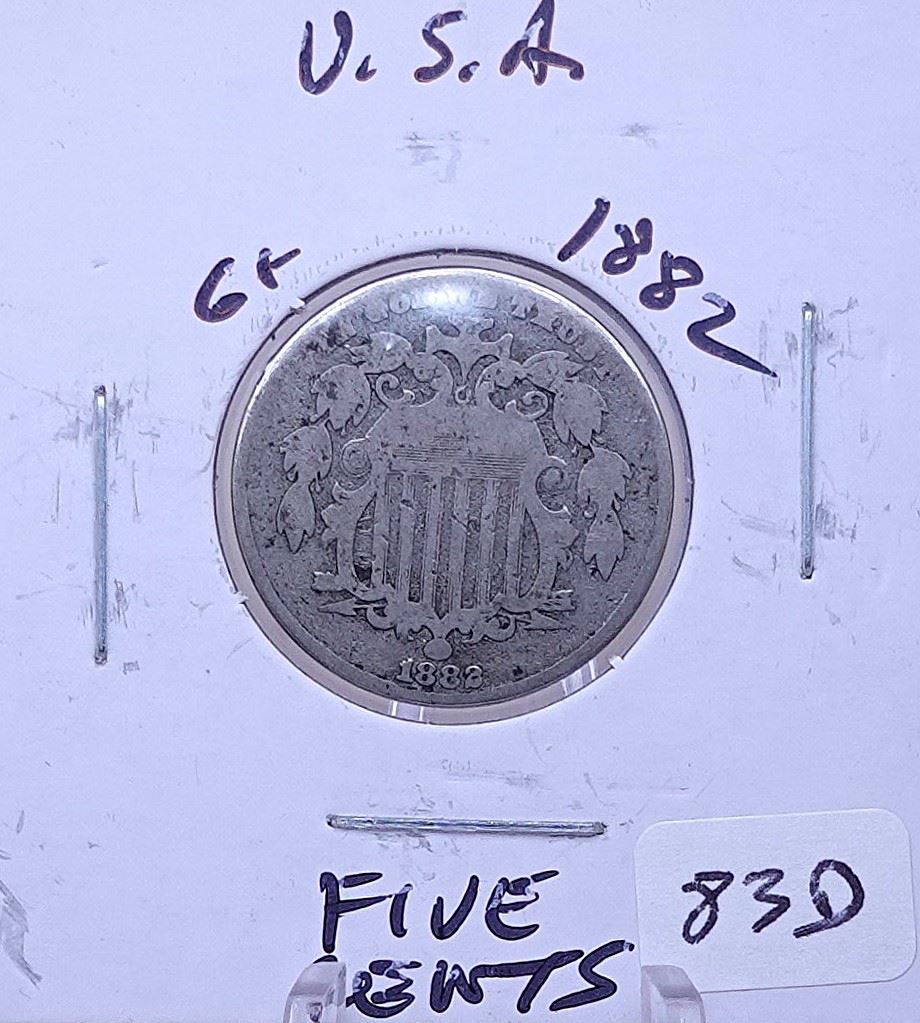 U.S.A.
G+ 1882
1882
FIVE
CENTS
83D